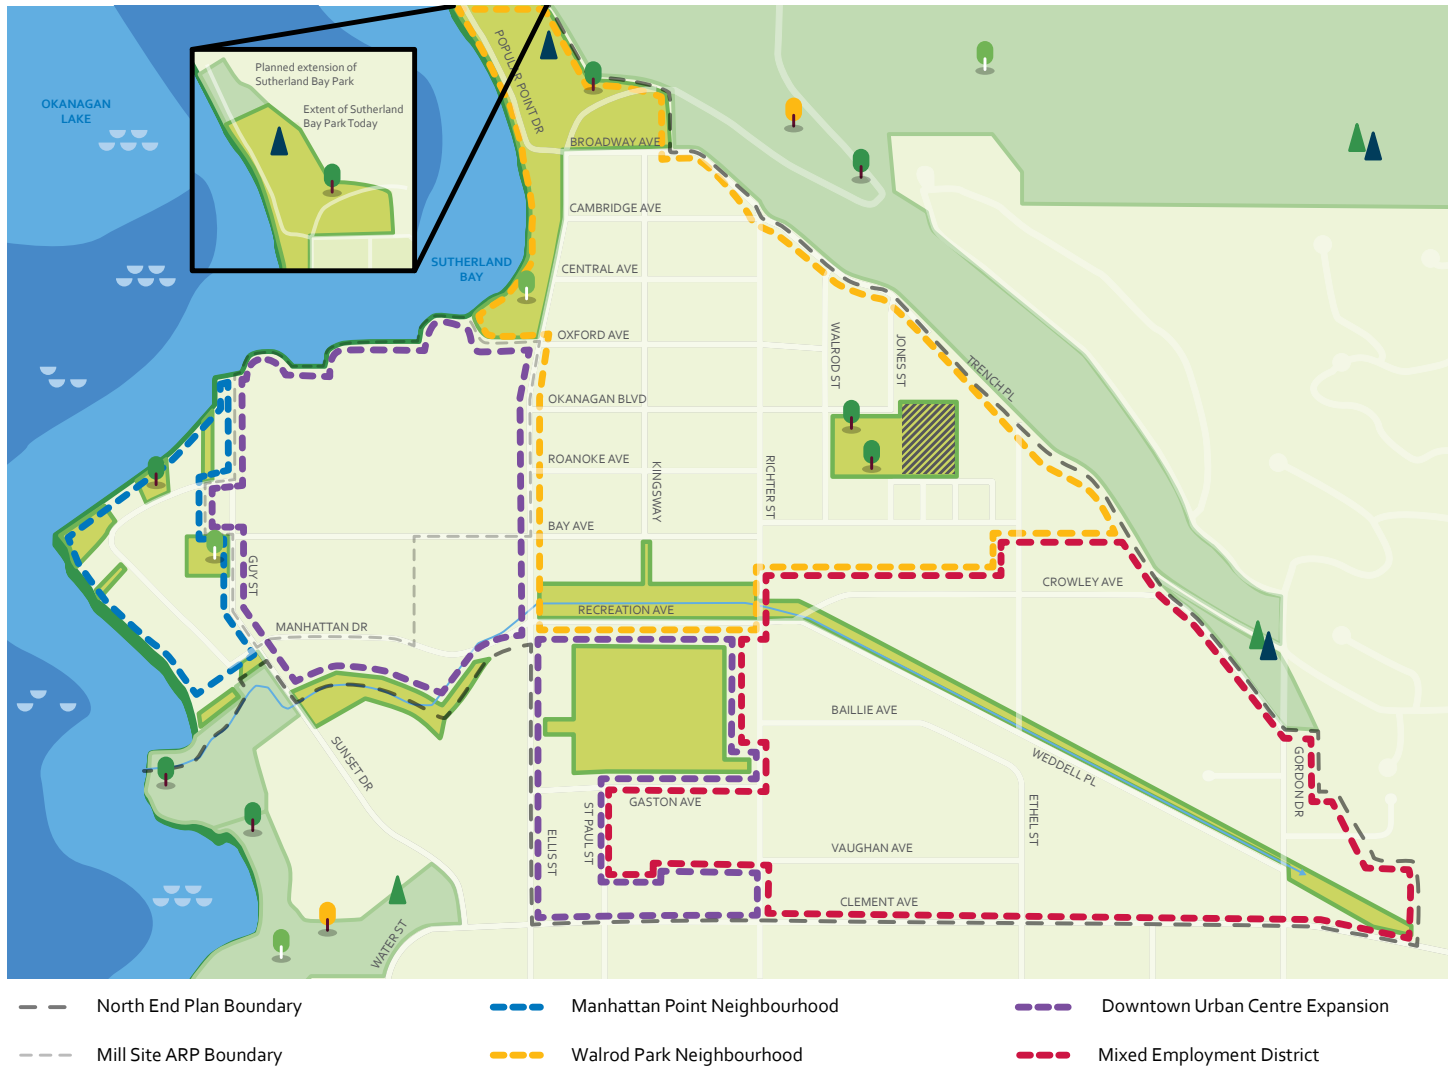 Planned extension of
Sutherland Bay Park
Extent of Sutherland
Bay Park Today
OKANAGAN
LAKE
POPULAR POINT DR
BROADWAY AVE
CAMBRIDGE AVE
SUTHERLAND
BAY
CENTRAL AVE
OXFORD AVE
WALROD ST
JONES ST
TRENCH PL
OKANAGAN BLVD
ROANOKE AVE
KINGSWAY
RICHTER ST
BAY AVE
GUY ST
CROWLEY AVE
RECREATION AVE
MANHATTAN DR
BAILLIE AVE
SUNSET DR
WEDDELL PL
GORDON DR
GASTON AVE
ST PAUL ST
ELLIS ST
ETHEL ST
VAUGHAN AVE
CLEMENT AVE
WATER ST
North End Plan Boundary
Manhattan Point Neighbourhood
Downtown Urban Centre Expansion
Mill Site ARP Boundary
Walrod Park Neighbourhood
Mixed Employment District